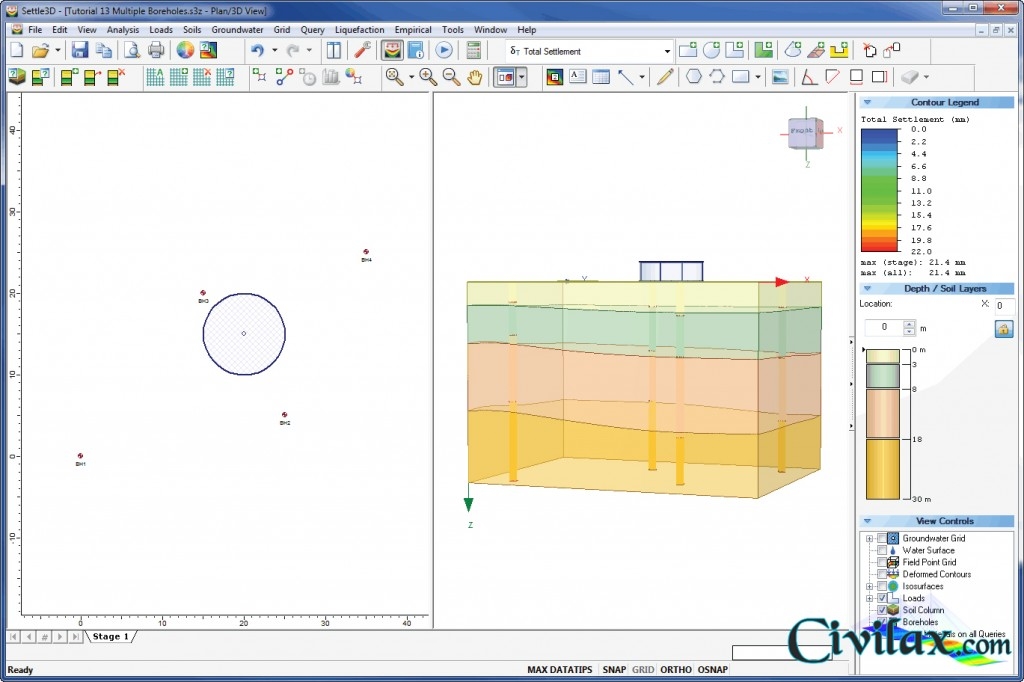 Settle3D - [Tutorial 13 Multiple Boreholes.s3z - Plan/3D View]
File Edit View Analysis Loads Soils Groundwater Grid Query Liquefaction Empirical Tools Window Help
δT Total Settlement
40
30
20
10
0
-10
BH4
BH3
BH2
BH1
0 10 20 30 40
Y
X
Z
X
Z
Contour Legend
Total Settlement (mm)
0.0
2.2
4.4
6.6
8.8
11.0
13.2
15.4
17.6
19.8
22.0
max (stage): 21.4 mm
max (all): 21.4 mm
Depth / Soil Layers
Location: X: 0
0 m
0 m
3
8
18
30 m
View Controls
Groundwater Grid
Water Surface
Field Point Grid
Deformed Contours
Isosurfaces
Loads
Soil Column
Boreholes
Materials on all Queries
Civilax.com
Stage 1
Ready
MAX DATATIPS SNAP GRID ORTHO OSNAP